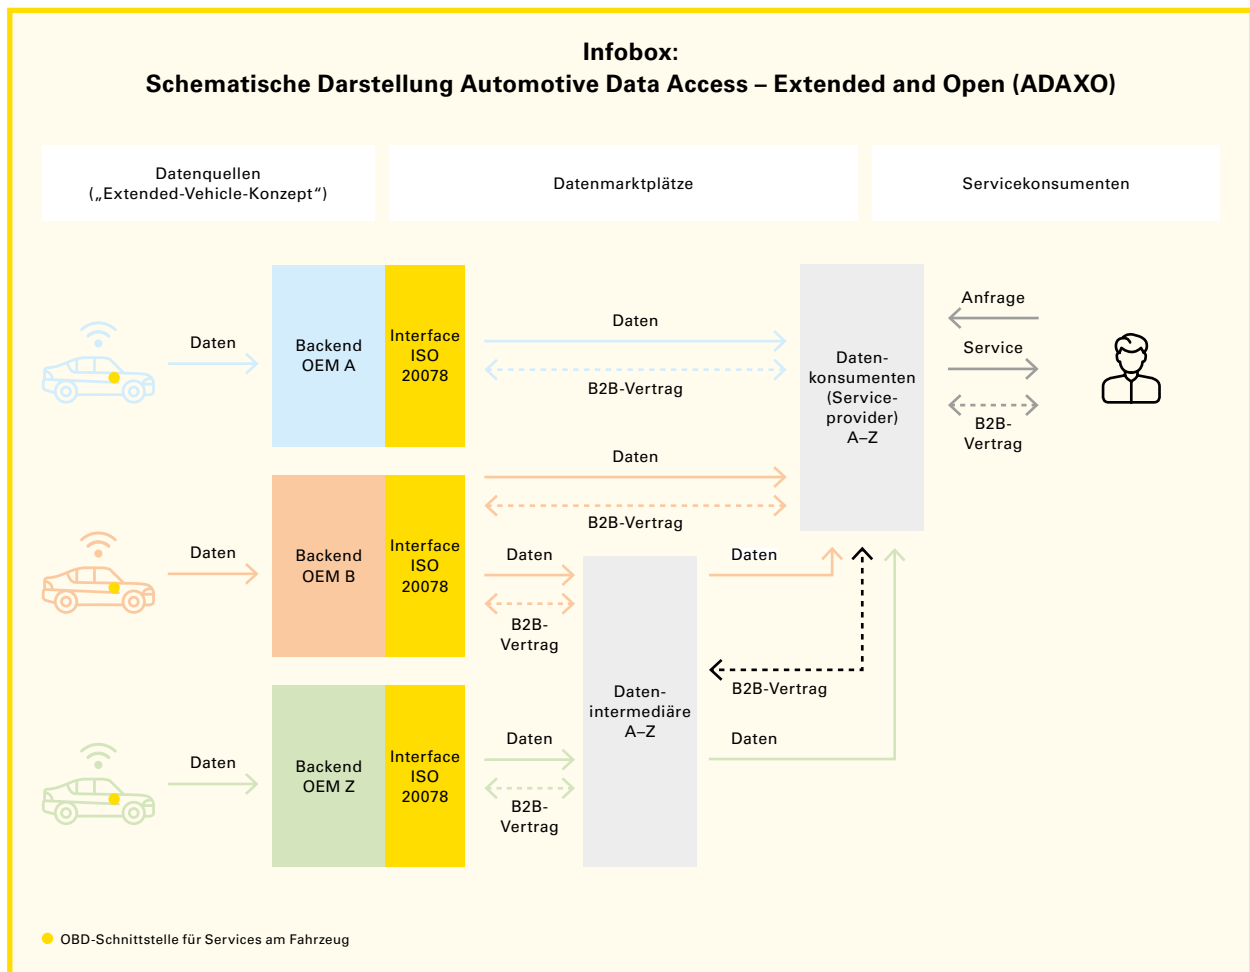 Infobox:
Schematische Darstellung Automotive Data Access – Extended and Open (ADAXO)
Datenquellen
(„Extended-Vehicle-Konzept“)
Datenmarktplätze
Servicekonsumenten
Daten
Backend
OEM A
Interface
ISO
20078
Daten
B2B-Vertrag
Daten-
konsumenten
(Service-
provider)
A–Z
Anfrage
Service
B2B-
Vertrag
Daten
Backend
OEM B
Interface
ISO
20078
Daten
B2B-Vertrag
Daten
B2B-
Vertrag
Daten
B2B-Vertrag
Daten-
intermediäre
A–Z
Daten
Backend
OEM Z
Interface
ISO
20078
Daten
B2B-
Vertrag
Daten
OBD-Schnittstelle für Services am Fahrzeug